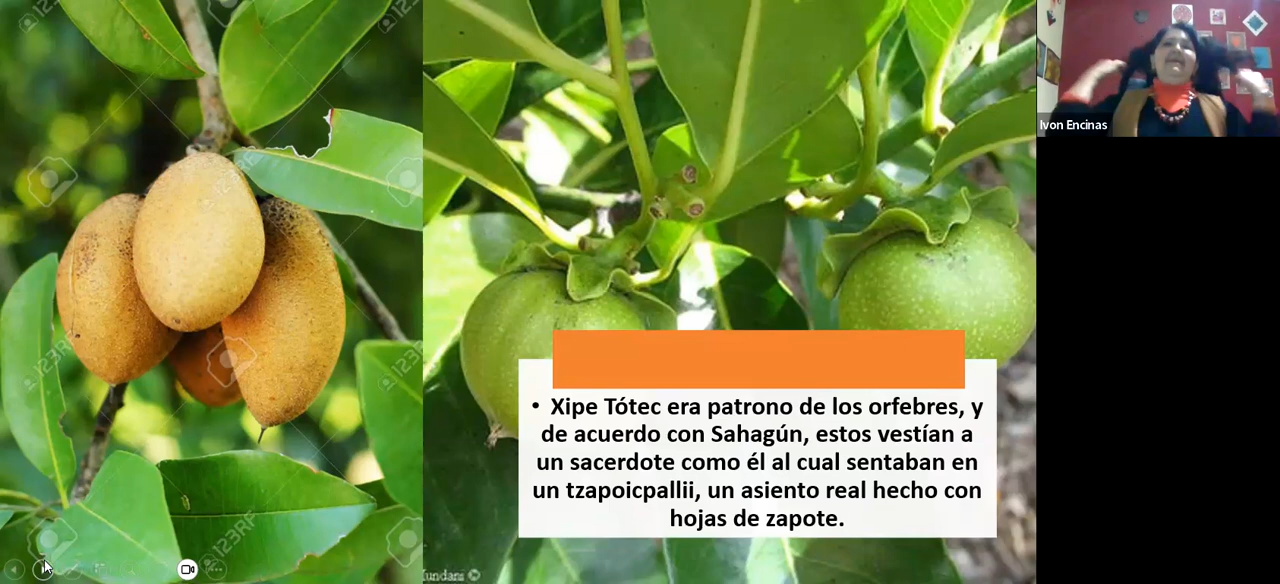 Ivon Encinas
• Xipe Tótec era patrono de los orfebres, y
de acuerdo con Sahagún, estos vestían a
un sacerdote como él al cual sentaban en
un tzapoicpallii, un asiento real hecho con
hojas de zapote.
123RF